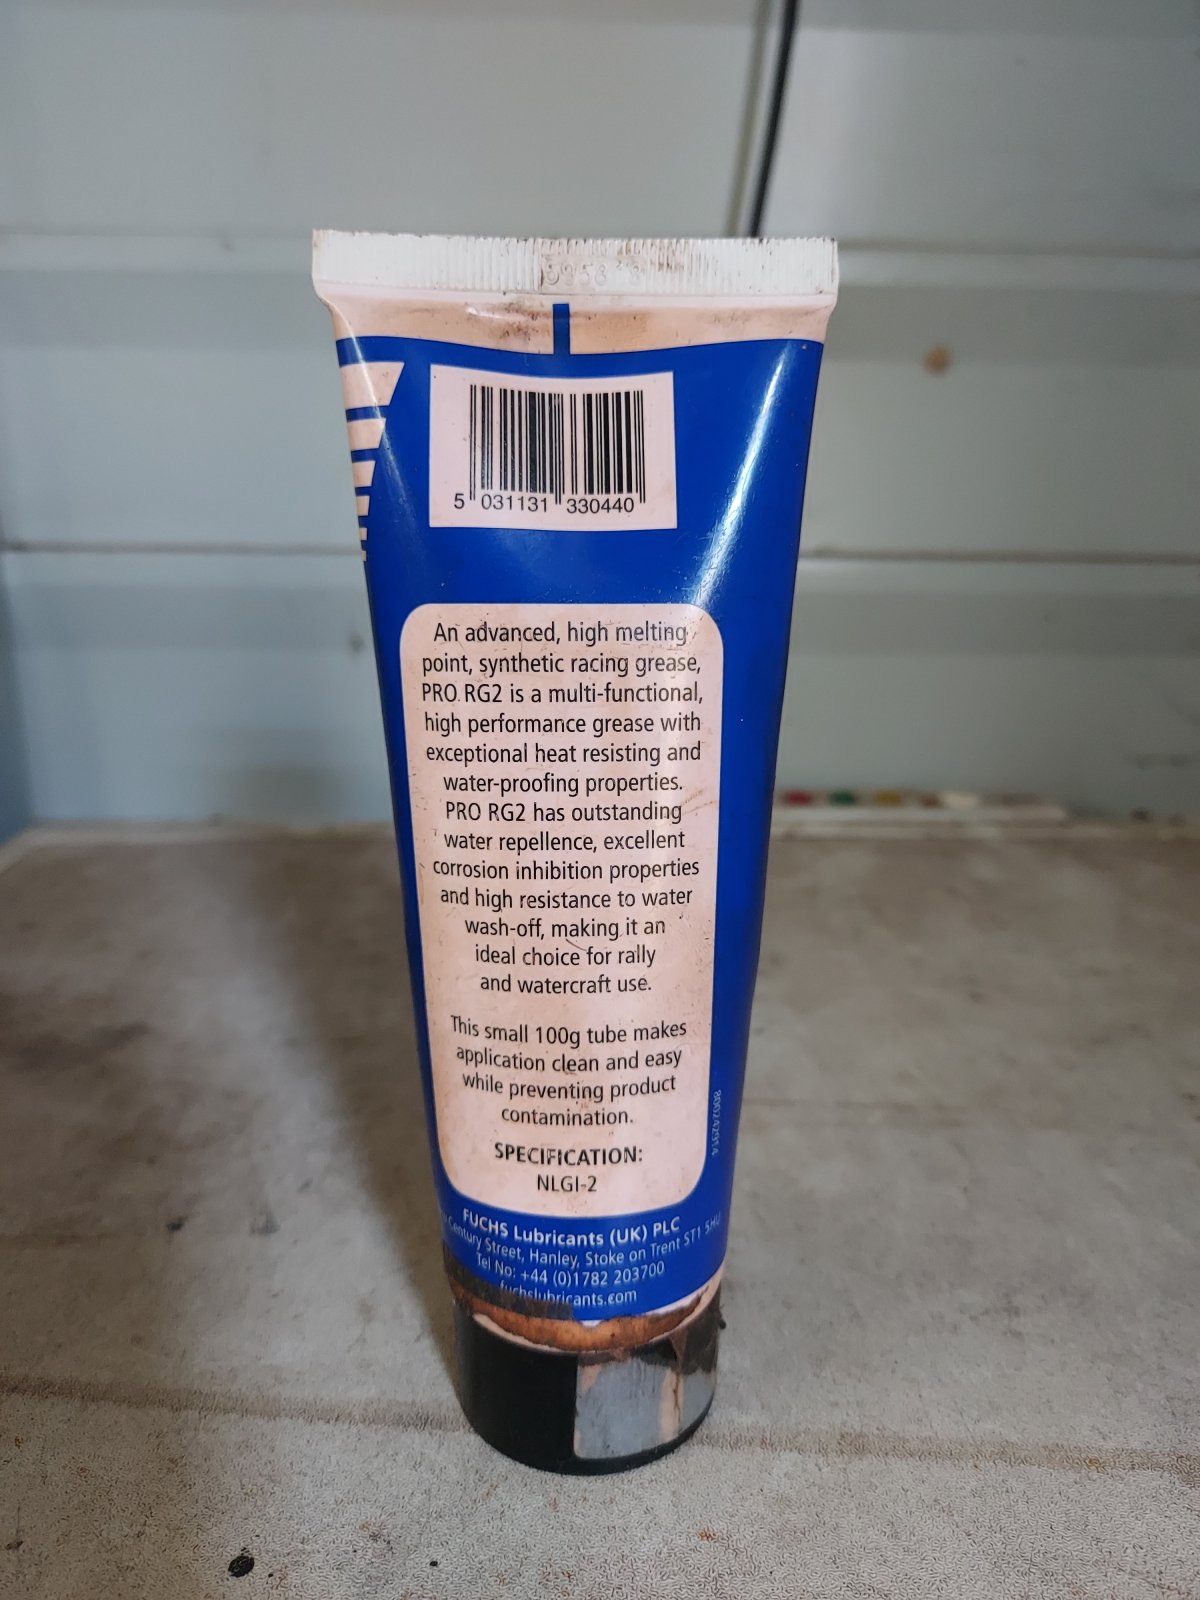 5 031131 330440
An advanced, high melting
point, synthetic racing grease,
PRO RG2 is a multi-functional,
high performance grease with
exceptional heat resisting and
water-proofing properties.
PRO RG2 has outstanding
water repellence, excellent
corrosion inhibition properties
and high resistance to water
wash-off, making it an
ideal choice for rally
and watercraft use.
This small 100g tube makes
application clean and easy
while preventing product
contamination.
SPECIFICATION:
NLGI-2
FUCHS Lubricants (UK) PLC
Century Street, Hanley, Stoke on Trent ST1 5HU
Tel No: +44 (0)1782 203700
fuchslubricants.com